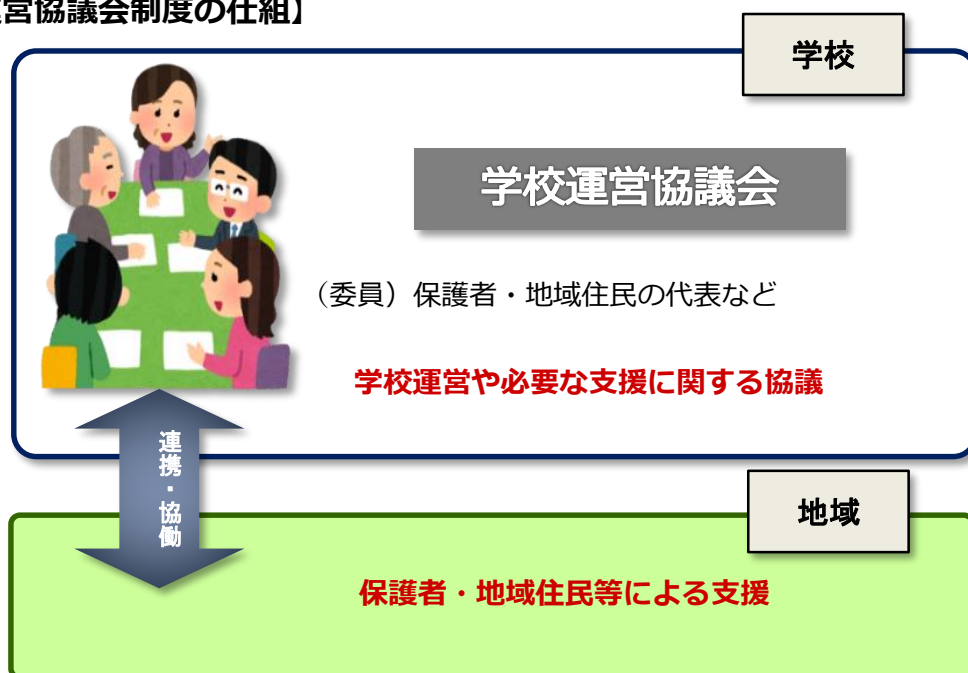 営協議会制度の仕組】
学校
学校運営協議会
（委員）保護者・地域住民の代表など
学校運営や必要な支援に関する協議
連携・協働
地域
保護者・地域住民等による支援